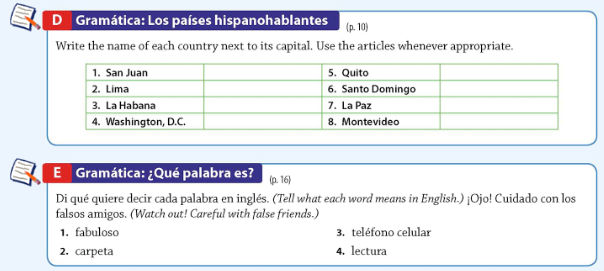 D Gramática: Los países hispanohablantes (p. 10)
Write the name of each country next to its capital. Use the articles whenever appropriate.
1. San Juan 5. Quito
2. Lima 6. Santo Domingo
3. La Habana 7. La Paz
4. Washington, D.C. 8. Montevideo
E Gramática: ¿Qué palabra es? (p. 16)
Di qué quiere decir cada palabra en inglés. (Tell what each word means in English.) ¡Ojo! Cuidado con los
falsos amigos. (Watch out! Careful with false friends.)
1. fabuloso 3. teléfono celular
2. carpeta 4. lectura